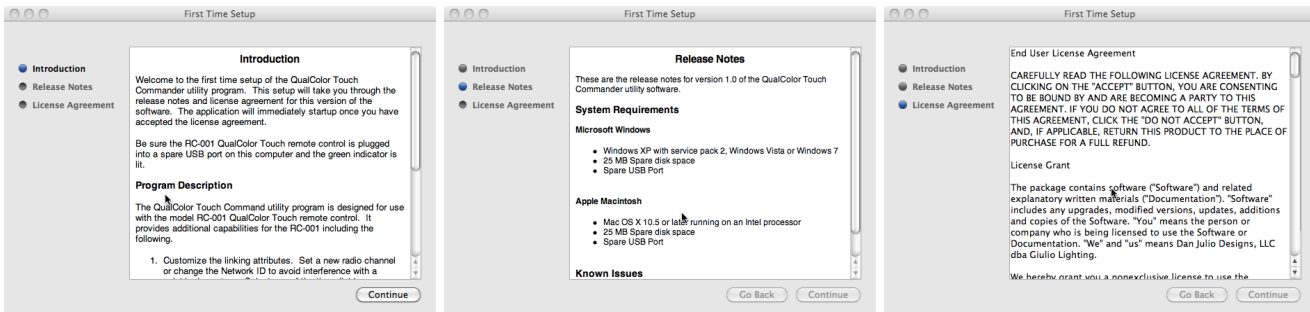 First Time Setup
Introduction
Release Notes
License Agreement
Introduction
Welcome to the first time setup of the QualColor Touch
Commander utility program. This setup will take you through the
release notes and license agreement for this version of the
software. The application will immediately startup once you have
accepted the license agreement.
Be sure the RC-001 QualColor Touch remote control is plugged
into a spare USB port on this computer and the green indicator is
lit.
Program Description
The QualColor Touch Command utility program is designed for use
with the model RC-001 QualColor Touch remote control. It
provides additional capabilities for the RC-001 including the
following.
1. Customize the linking attributes. Set a new radio channel
or change the Network ID to avoid interference with a
Continue
First Time Setup
Introduction
Release Notes
License Agreement
Release Notes
These are the release notes for version 1.0 of the QualColor Touch
Commander utility software.
System Requirements
Microsoft Windows
• Windows XP with service pack 2, Windows Vista or Windows 7
• 25 MB Spare disk space
• Spare USB Port
Apple Macintosh
• Mac OS X 10.5 or later running on an Intel processor
• 25 MB Spare disk space
• Spare USB Port
Known Issues
Go Back
Continue
First Time Setup
Introduction
Release Notes
License Agreement
End User License Agreement
CAREFULLY READ THE FOLLOWING LICENSE AGREEMENT. BY
CLICKING ON THE "ACCEPT" BUTTON, YOU ARE CONSENTING
TO BE BOUND BY AND ARE BECOMING A PARTY TO THIS
AGREEMENT. IF YOU DO NOT AGREE TO ALL OF THE TERMS OF
THIS AGREEMENT, CLICK THE "DO NOT ACCEPT" BUTTON,
AND, IF APPLICABLE, RETURN THIS PRODUCT TO THE PLACE OF
PURCHASE FOR A FULL REFUND.
License Grant
The package contains software ("Software") and related
explanatory written materials ("Documentation"). "Software"
includes any upgrades, modified versions, updates, additions
and copies of the Software. "You" means the person or
company who is being licensed to use the Software or
Documentation. "We" and "us" means Dan Julio Designs, LLC
dba Giulio Lighting.
We hereby grant you a nonexclusive license to use the
Go Back
Continue